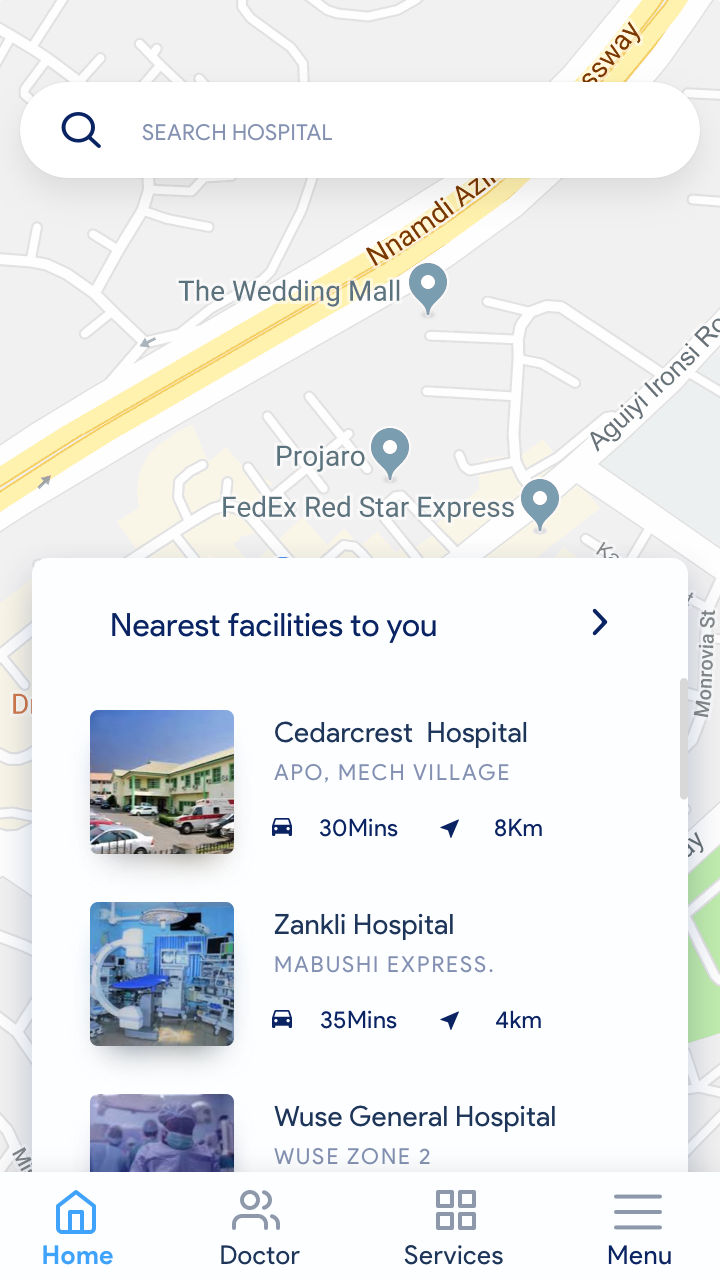 ssway
SEARCH HOSPITAL
Nnamdi Azi
The Wedding Mall
Aguiyi Ironsi Ro
Projaro
FedEx Red Star Express
Nearest facilities to you
Monrovia St
Cedarcrest  Hospital
APO, MECH VILLAGE
30Mins 8Km
Zankli Hospital
MABUSHI EXPRESS.
35Mins 4km
Wuse General Hospital
WUSE ZONE 2
Home Doctor Services Menu